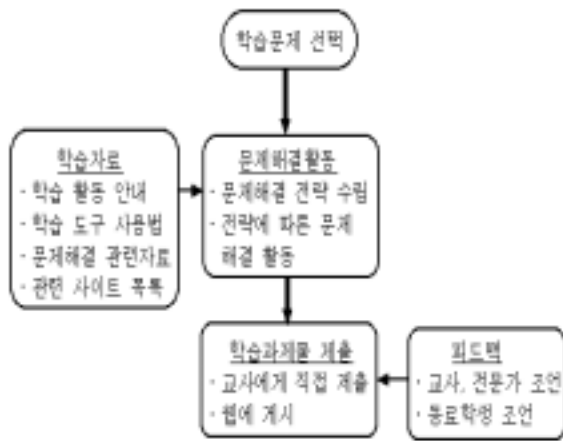 학습문제 선택
학습자료
- 학습 활동 안내
- 학습 도구 사용법
- 문제해결 관련자료
- 관련 사이트 목록
문제해결활동
- 문제해결 전략 수립
- 전략에 따른 문제
해결 활동
학습과제물 제출
- 교사에게 직접 제출
- 웹에 게시
피드백
- 교사, 전문가 조언
- 동료학생 조언